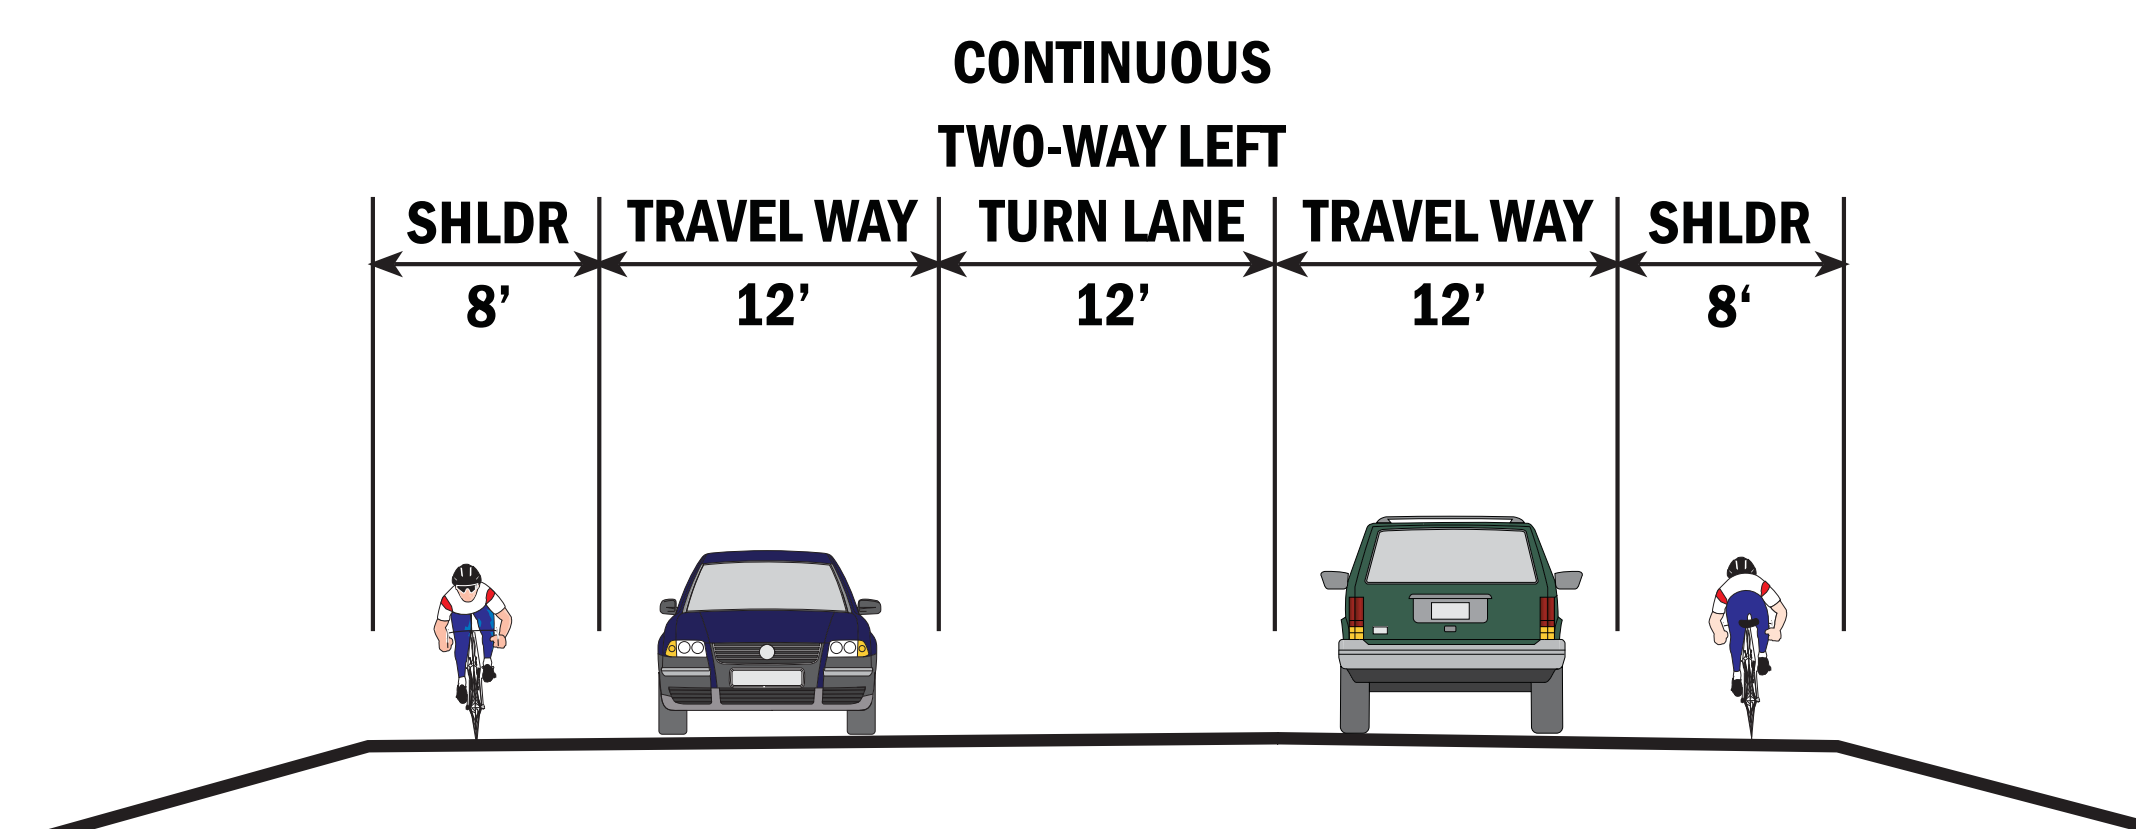 CONTINUOUS
TWO-WAY LEFT
SHLDR TRAVEL WAY TURN LANE TRAVEL WAY SHLDR
8’ 12’ 12’ 12’ 8‘